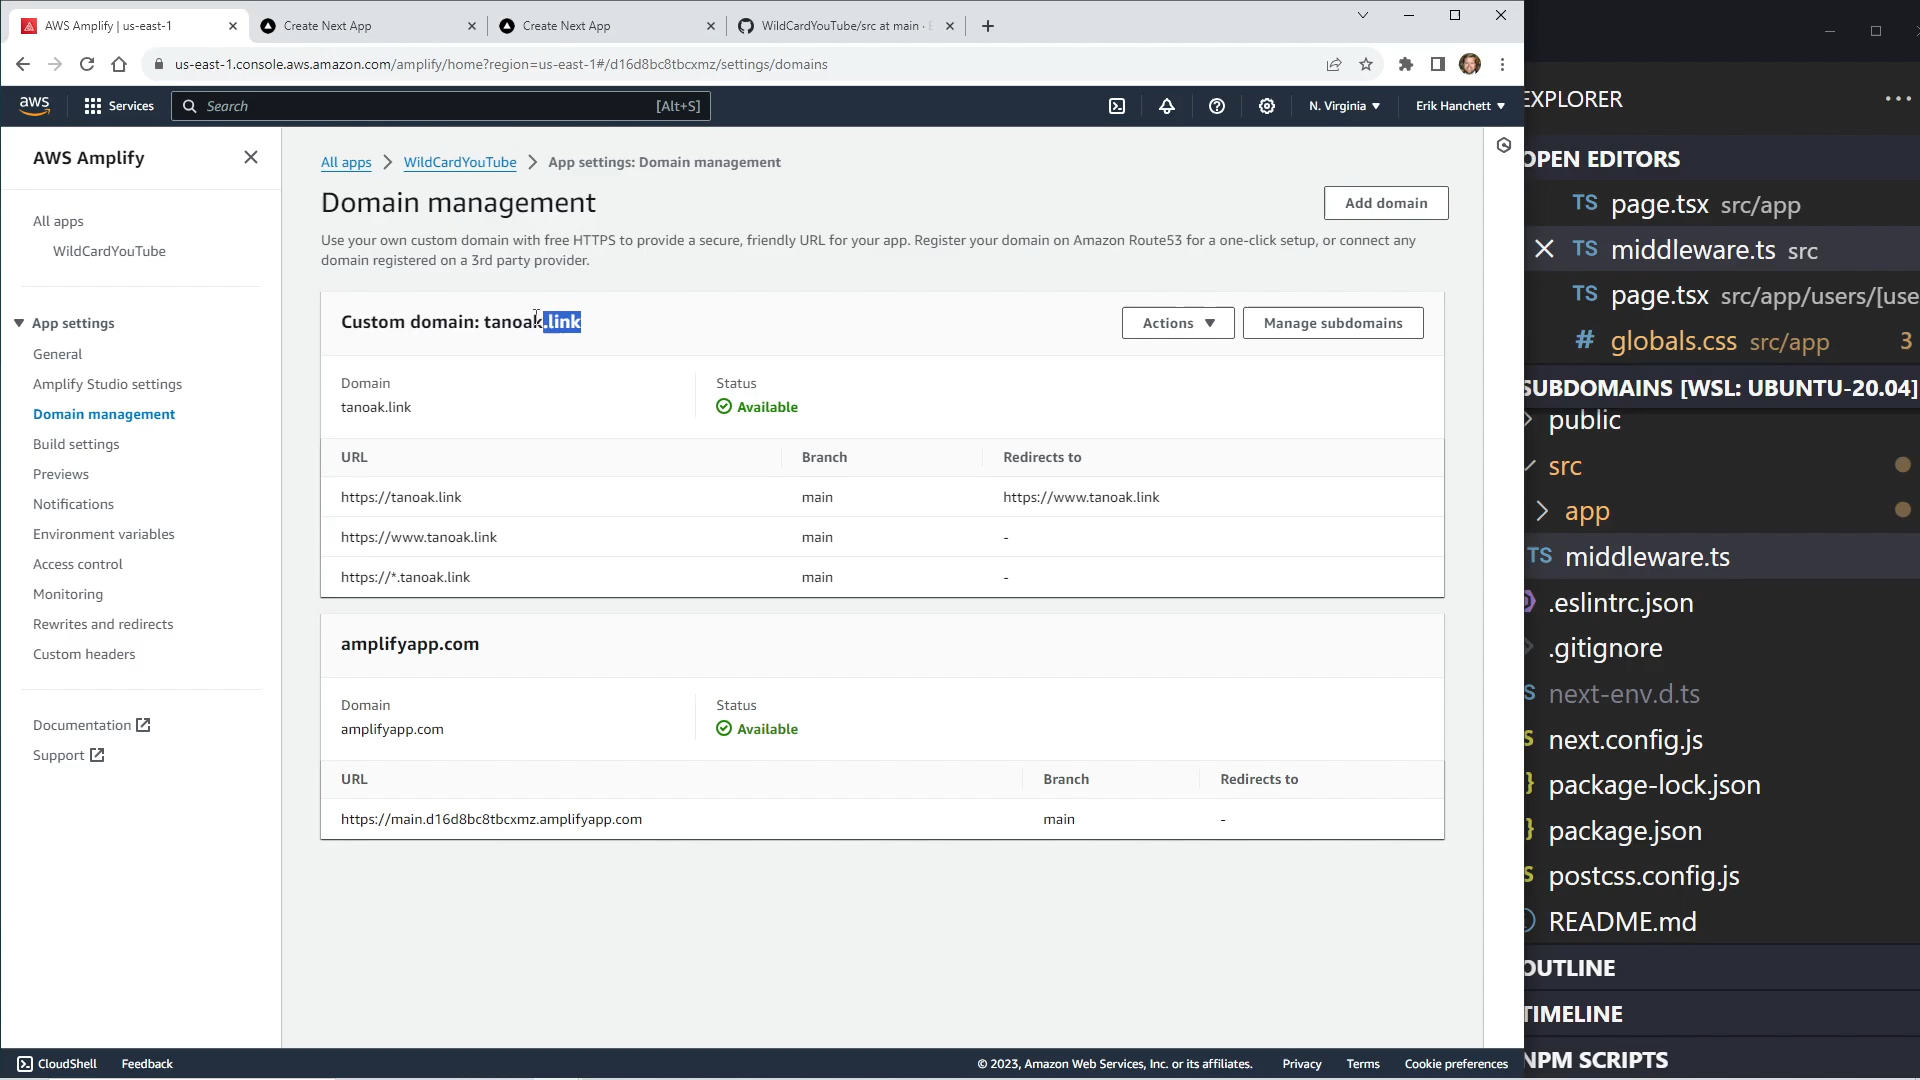 AWS Amplify | us-east-1
Create Next App
Create Next App
WildCardYouTube/src at main ·
us-east-1.console.aws.amazon.com/amplify/home?region=us-east-1#/d16d8bc8tbcxmz/settings/domains
aws
Services
Search
[Alt+S]
N. Virginia
Erik Hanchett
AWS Amplify
All apps
WildCardYouTube
App settings
General
Amplify Studio settings
Domain management
Build settings
Previews
Notifications
Environment variables
Access control
Monitoring
Rewrites and redirects
Custom headers
Documentation
Support
All apps
WildCardYouTube
App settings: Domain management
Domain management
Add domain
Use your own custom domain with free HTTPS to provide a secure, friendly URL for your app. Register your domain on Amazon Route53 for a one-click setup, or connect any
domain registered on a 3rd party provider.
Custom domain: tanoak.link
Actions
Manage subdomains
Domain
tanoak.link
Status
Available
URL Branch Redirects to
https://tanoak.link main https://www.tanoak.link
https://www.tanoak.link main -
https://*.tanoak.link main -
amplifyapp.com
Domain
amplifyapp.com
Status
Available
URL Branch Redirects to
https://main.d16d8bc8tbcxmz.amplifyapp.com main -
CloudShell
Feedback
© 2023, Amazon Web Services, Inc. or its affiliates.
Privacy
Terms
Cookie preferences
EXPLORER
OPEN EDITORS
TS page.tsx src/app
TS middleware.ts src
TS page.tsx src/app/users/[use
# globals.css src/app 3
SUBDOMAINS [WSL: UBUNTU-20.04]
public
src
app
TS middleware.ts
.eslintrc.json
.gitignore
next-env.d.ts
next.config.js
package-lock.json
package.json
postcss.config.js
README.md
OUTLINE
TIMELINE
NPM SCRIPTS